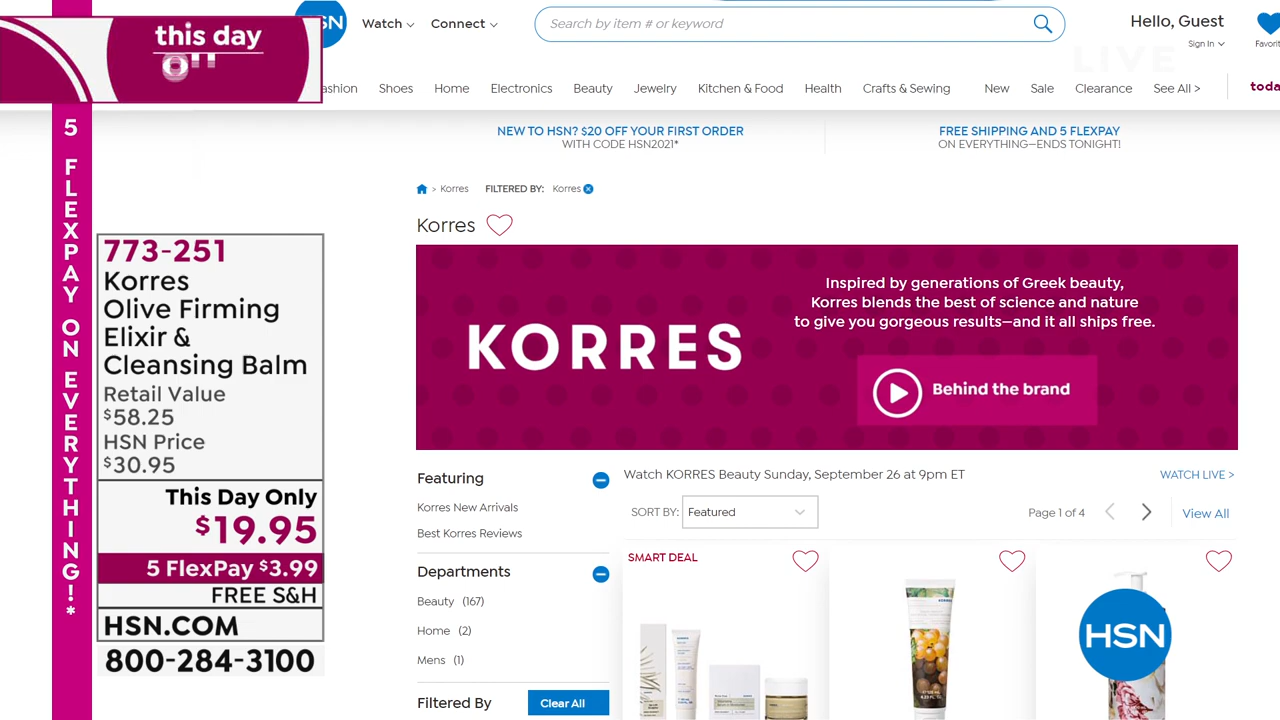 this day
5 FLEXPAY ON EVERYTHING!*
773-251
Korres
Olive Firming
Elixir &
Cleansing Balm
Retail Value
$58.25
HSN Price
$30.95
This Day Only
$19.95
5 FlexPay $3.99
FREE S&H
HSN.COM
800-284-3100
Watch
Connect
Search by item # or keyword
Hello, Guest
Sign In
LIVE
Shoes
Home
Electronics
Beauty
Jewelry
Kitchen & Food
Health
Crafts & Sewing
New
Sale
Clearance
See All >
NEW TO HSN? $20 OFF YOUR FIRST ORDER
WITH CODE HSN2021*
FREE SHIPPING AND 5 FLEXPAY
ON EVERYTHING—ENDS TONIGHT!
> Korres
FILTERED BY: Korres
Korres
KORRES
Inspired by generations of Greek beauty,
Korres blends the best of science and nature
to give you gorgeous results—and it all ships free.
Behind the brand
Featuring
Korres New Arrivals
Best Korres Reviews
Departments
Beauty (167)
Home (2)
Mens (1)
Filtered By
Clear All
Watch KORRES Beauty Sunday, September 26 at 9pm ET
WATCH LIVE >
SORT BY: Featured
Page 1 of 4
View All
SMART DEAL
HSN